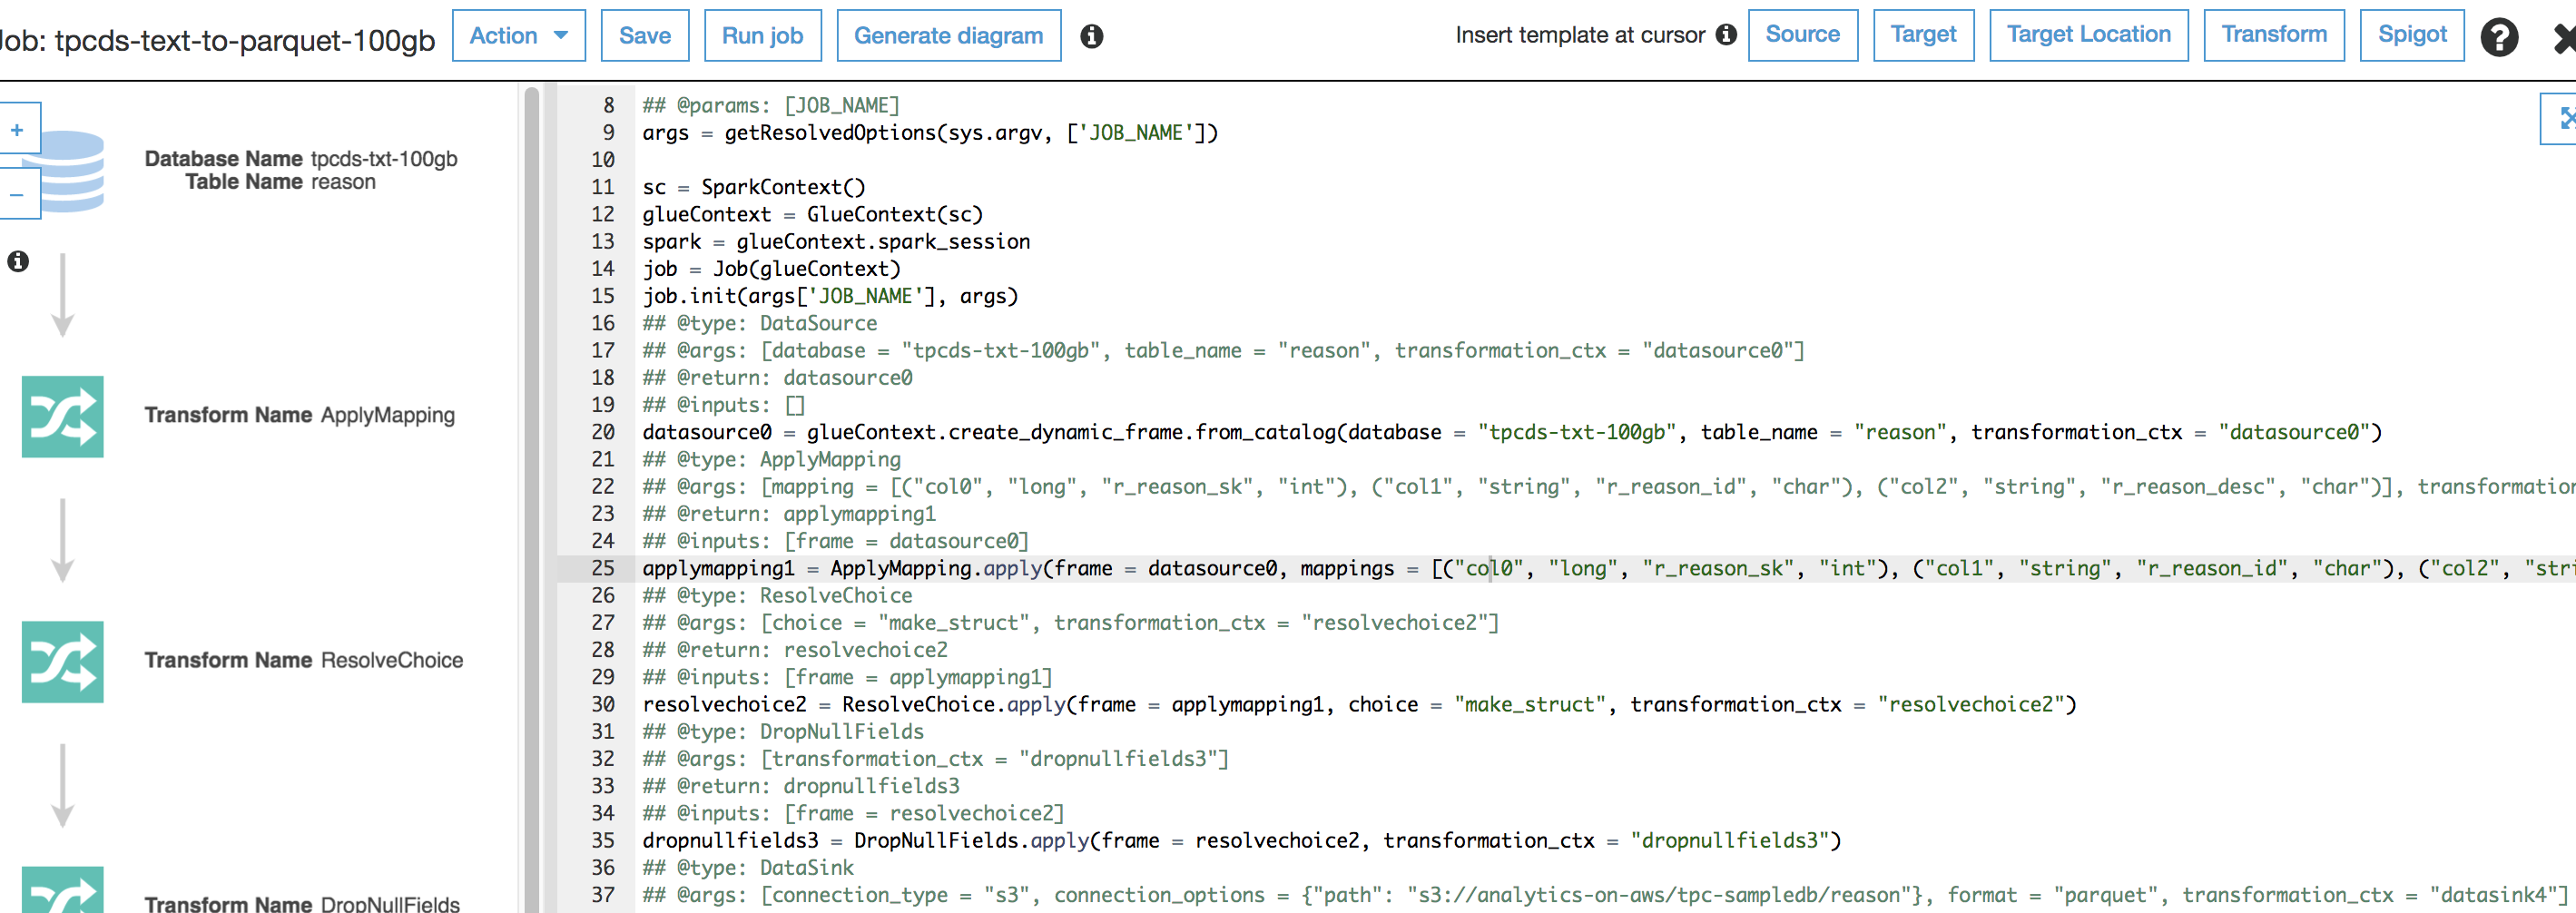 Job: tpcds-text-to-parquet-100gb Action Save Run job Generate diagram Insert template at cursor Source Target Target Location Transform Spigot
Database Name tpcds-txt-100gb
Table Name reason
Transform Name ApplyMapping
Transform Name ResolveChoice
Transform Name DropNullFields
8 ## @params: [JOB_NAME]
9 args = getResolvedOptions(sys.argv, ['JOB_NAME'])
10
11 sc = SparkContext()
12 glueContext = GlueContext(sc)
13 spark = glueContext.spark_session
14 job = Job(glueContext)
15 job.init(args['JOB_NAME'], args)
16 ## @type: DataSource
17 ## @args: [database = "tpcds-txt-100gb", table_name = "reason", transformation_ctx = "datasource0"]
18 ## @return: datasource0
19 ## @inputs: []
20 datasource0 = glueContext.create_dynamic_frame.from_catalog(database = "tpcds-txt-100gb", table_name = "reason", transformation_ctx = "datasource0")
21 ## @type: ApplyMapping
22 ## @args: [mapping = [("col0", "long", "r_reason_sk", "int"), ("col1", "string", "r_reason_id", "char"), ("col2", "string", "r_reason_desc", "char")], transformation
23 ## @return: applymapping1
24 ## @inputs: [frame = datasource0]
25 applymapping1 = ApplyMapping.apply(frame = datasource0, mappings = [("col0", "long", "r_reason_sk", "int"), ("col1", "string", "r_reason_id", "char"), ("col2", "stri
26 ## @type: ResolveChoice
27 ## @args: [choice = "make_struct", transformation_ctx = "resolvechoice2"]
28 ## @return: resolvechoice2
29 ## @inputs: [frame = applymapping1]
30 resolvechoice2 = ResolveChoice.apply(frame = applymapping1, choice = "make_struct", transformation_ctx = "resolvechoice2")
31 ## @type: DropNullFields
32 ## @args: [transformation_ctx = "dropnullfields3"]
33 ## @return: dropnullfields3
34 ## @inputs: [frame = resolvechoice2]
35 dropnullfields3 = DropNullFields.apply(frame = resolvechoice2, transformation_ctx = "dropnullfields3")
36 ## @type: DataSink
37 ## @args: [connection_type = "s3", connection_options = {"path": "s3://analytics-on-aws/tpc-sampledb/reason"}, format = "parquet", transformation_ctx = "datasink4"]